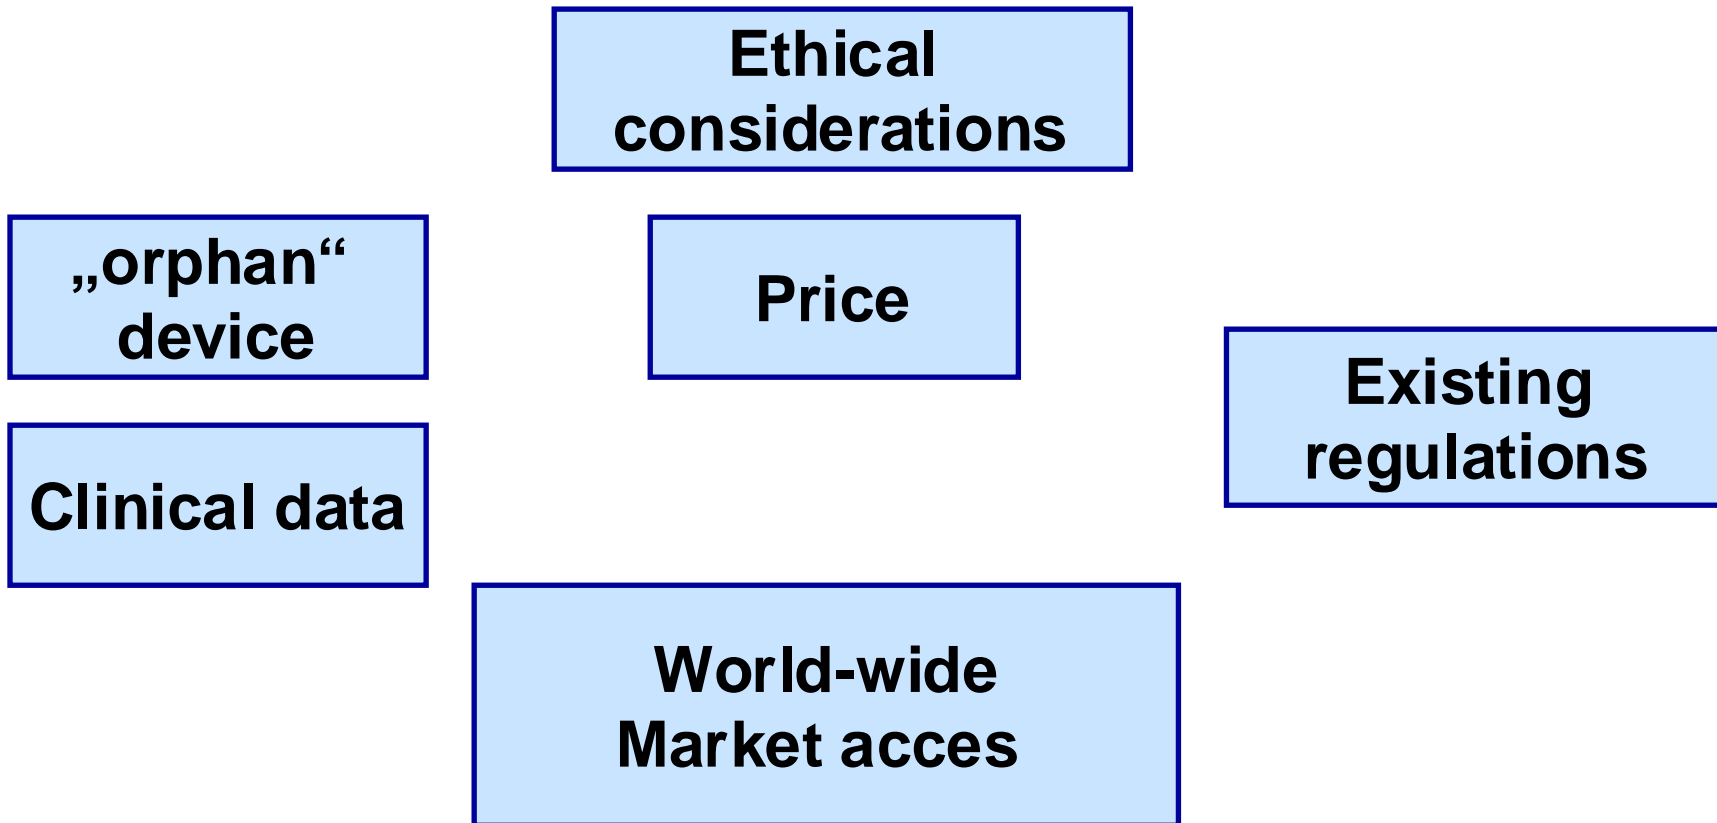 Ethical
considerations
„orphan“
device
Price
Existing
regulations
Clinical data
World-wide
Market acces